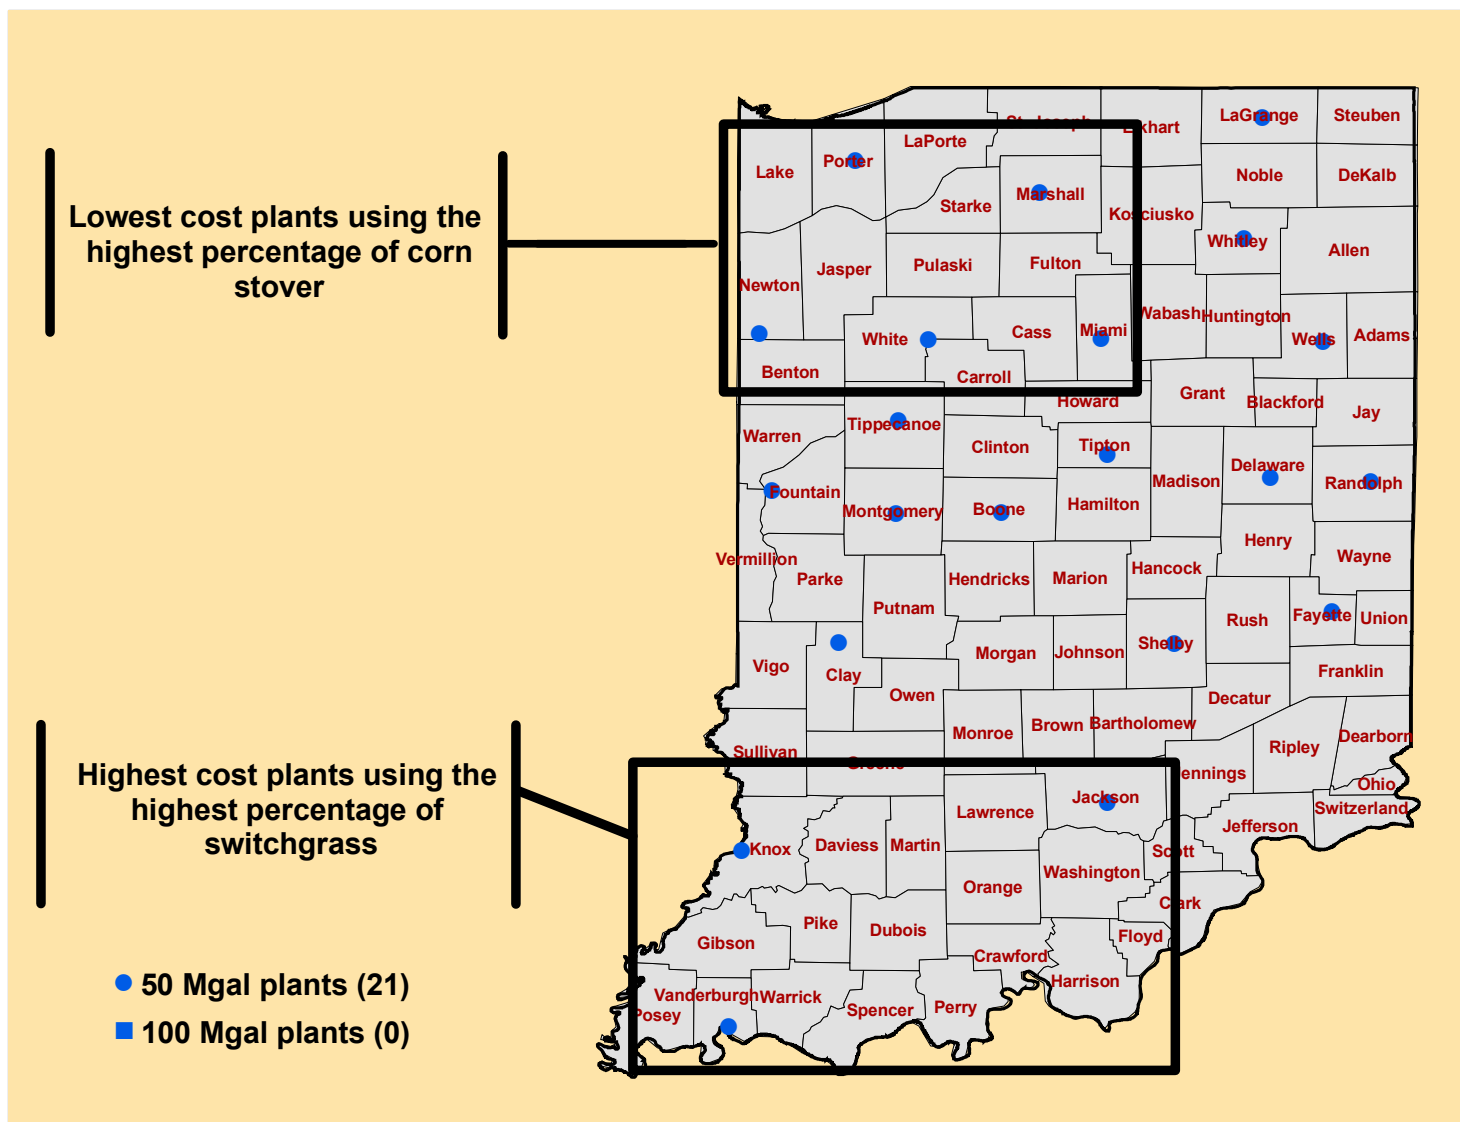 Lowest cost plants using the
highest percentage of corn
stover
Highest cost plants using the
highest percentage of
switchgrass
50 Mgal plants (21)
100 Mgal plants (0)
LaGrange
Steuben
St. Joseph
Elkhart
LaPorte
Porter
Lake
Noble
DeKalb
Marshall
Starke
Kosciusko
Whitley
Allen
Jasper
Pulaski
Fulton
Newton
Wabash
Huntington
White
Cass
Miami
Wells
Adams
Benton
Carroll
Howard
Grant
Blackford
Jay
Tippecanoe
Warren
Clinton
Tipton
Delaware
Madison
Randolph
Fountain
Montgomery
Boone
Hamilton
Henry
Wayne
Vermillion
Parke
Hendricks
Marion
Hancock
Putnam
Rush
Fayette
Union
Morgan
Johnson
Shelby
Vigo
Clay
Franklin
Owen
Decatur
Monroe
Brown
Bartholomew
Sullivan
Greene
Ripley
Dearborn
Jennings
Ohio
Switzerland
Jackson
Lawrence
Jefferson
Knox
Daviess
Martin
Scott
Washington
Orange
Clark
Pike
Dubois
Gibson
Floyd
Crawford
Harrison
Vanderburgh
Warrick
Posey
Spencer
Perry